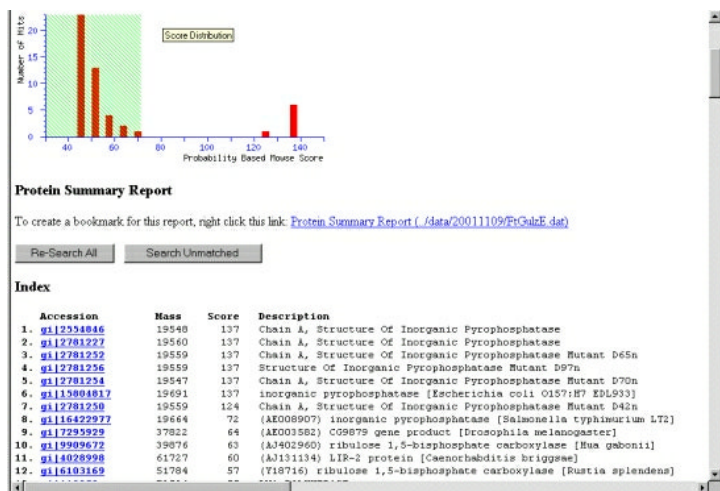 Number of Hits
20
15
10
5
0
Score Distribution
40 60 80 100 120 140
Probability Based Mowse Score
Protein Summary Report
To create a bookmark for this report, right click this link: Protein Summary Report (../data/20011109/FtGulzE.dat)
Re-Search All Search Unmatched
Index
Accession Mass Score Description
1. gi|2554846 19548 137 Chain A, Structure Of Inorganic Pyrophosphatase
2. gi|2781227 19560 137 Chain A, Structure Of Inorganic Pyrophosphatase
3. gi|2781252 19559 137 Chain A, Structure Of Inorganic Pyrophosphatase Mutant D65n
4. gi|2781256 19559 137 Structure Of Inorganic Pyrophosphatase Mutant D97n
5. gi|2781254 19547 137 Chain A, Structure Of Inorganic Pyrophosphatase Mutant D70n
6. gi|15804817 19691 137 inorganic pyrophosphatase [Escherichia coli O157:H7 EDL933]
7. gi|2781250 19559 124 Chain A, Structure Of Inorganic Pyrophosphatase Mutant D42n
8. gi|16422977 19664 72 (AE008907) inorganic pyrophosphatase [Salmonella typhimurium LT2]
9. gi|7295929 37822 64 (AE003582) CG9879 gene product [Drosophila melanogaster]
10. gi|9909672 39876 63 (AJ402960) ribulose 1,5-bisphosphate carboxylase [Hua gabonii]
11. gi|4028998 61727 60 (AJ131134) LIR-2 protein [Caenorhabditis briggsae]
12. gi|6103169 51784 57 (Y18716) ribulose 1,5-bisphosphate carboxylase [Rustia splendens]